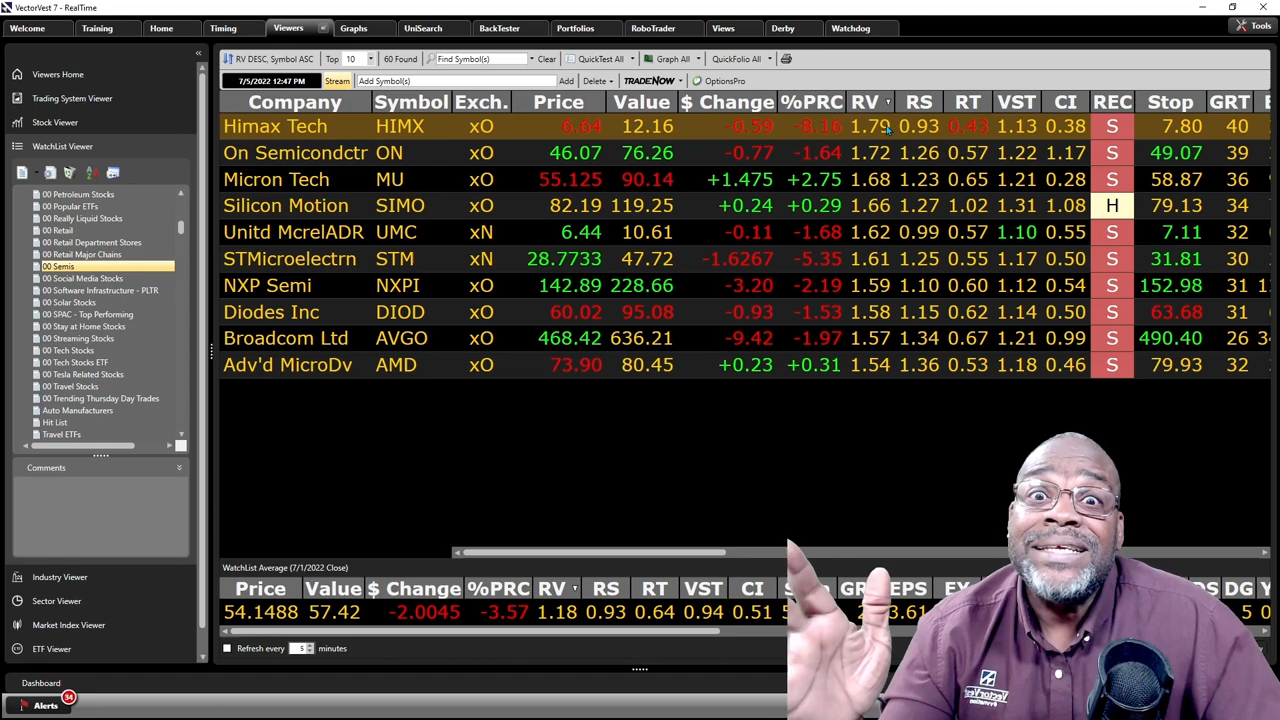 VectorVest 7 - RealTime
Welcome Training Home Timing Viewers Graphs UniSearch BackTester Portfolios RoboTrader Views Derby Watchdog Tools
Viewers Home
Trading System Viewer
Stock Viewer
WatchList Viewer
00 Petroleum Stocks
00 Popular ETFs
00 Really Liquid Stocks
00 Retail
00 Retail Department Stores
00 Retail Major Chains
00 Semis
00 Social Media Stocks
00 Software Infrastructure - PLTR
00 Solar Stocks
00 SPAC - Top Performing
00 Stay at Home Stocks
00 Streaming Stocks
00 Tech Stocks
00 Tech Stocks ETF
00 Tesla Related Stocks
00 Travel Stocks
00 Trending Thursday Day Trades
Auto Manufacturers
Hit List
Travel ETFs
Comments
Industry Viewer
Sector Viewer
Market Index Viewer
ETF Viewer
Dashboard
Alerts 34
RV DESC, Symbol ASC Top 10 60 Found Find Symbol(s) Clear QuickTest All Graph All QuickFolio All
7/5/2022 12:47 PM Stream Add Symbol(s) Add Delete TRADENOW OptionsPro
Company Symbol Exch. Price Value $ Change %PRC RV RS RT VST CI REC Stop GRT
Himax Tech HIMX xO 6.64 12.16 -0.59 -8.16 1.79 0.93 0.43 1.13 0.38 S 7.80 40
On Semicondctr ON xO 46.07 76.26 -0.77 -1.64 1.72 1.26 0.57 1.22 1.17 S 49.07 39
Micron Tech MU xO 55.125 90.14 +1.475 +2.75 1.68 1.23 0.65 1.21 0.28 S 58.87 36
Silicon Motion SIMO xO 82.19 119.25 +0.24 +0.29 1.66 1.27 1.02 1.31 1.08 H 79.13 34
Unitd McrelADR UMC xN 6.44 10.61 -0.11 -1.68 1.62 0.99 0.57 1.10 0.55 S 7.11 32
STMicroelectrn STM xN 28.7733 47.72 -1.6267 -5.35 1.61 1.25 0.55 1.17 0.50 S 31.81 30
NXP Semi NXPI xO 142.89 228.66 -3.20 -2.19 1.59 1.10 0.60 1.12 0.54 S 152.98 31
Diodes Inc DIOD xO 60.02 95.08 -0.93 -1.53 1.58 1.15 0.62 1.14 0.50 S 63.68 31
Broadcom Ltd AVGO xO 468.42 636.21 -9.42 -1.97 1.57 1.34 0.67 1.21 0.99 S 490.40 26
Adv'd MicroDv AMD xO 73.90 80.45 +0.23 +0.31 1.54 1.36 0.53 1.18 0.46 S 79.93 32
WatchList Average (7/1/2022 Close)
Price Value $ Change %PRC RV RS RT VST CI EY DG
54.1488 57.42 -2.0045 -3.57 1.18 0.93 0.64 0.94 0.51
Refresh every 5 minutes
VectorVest